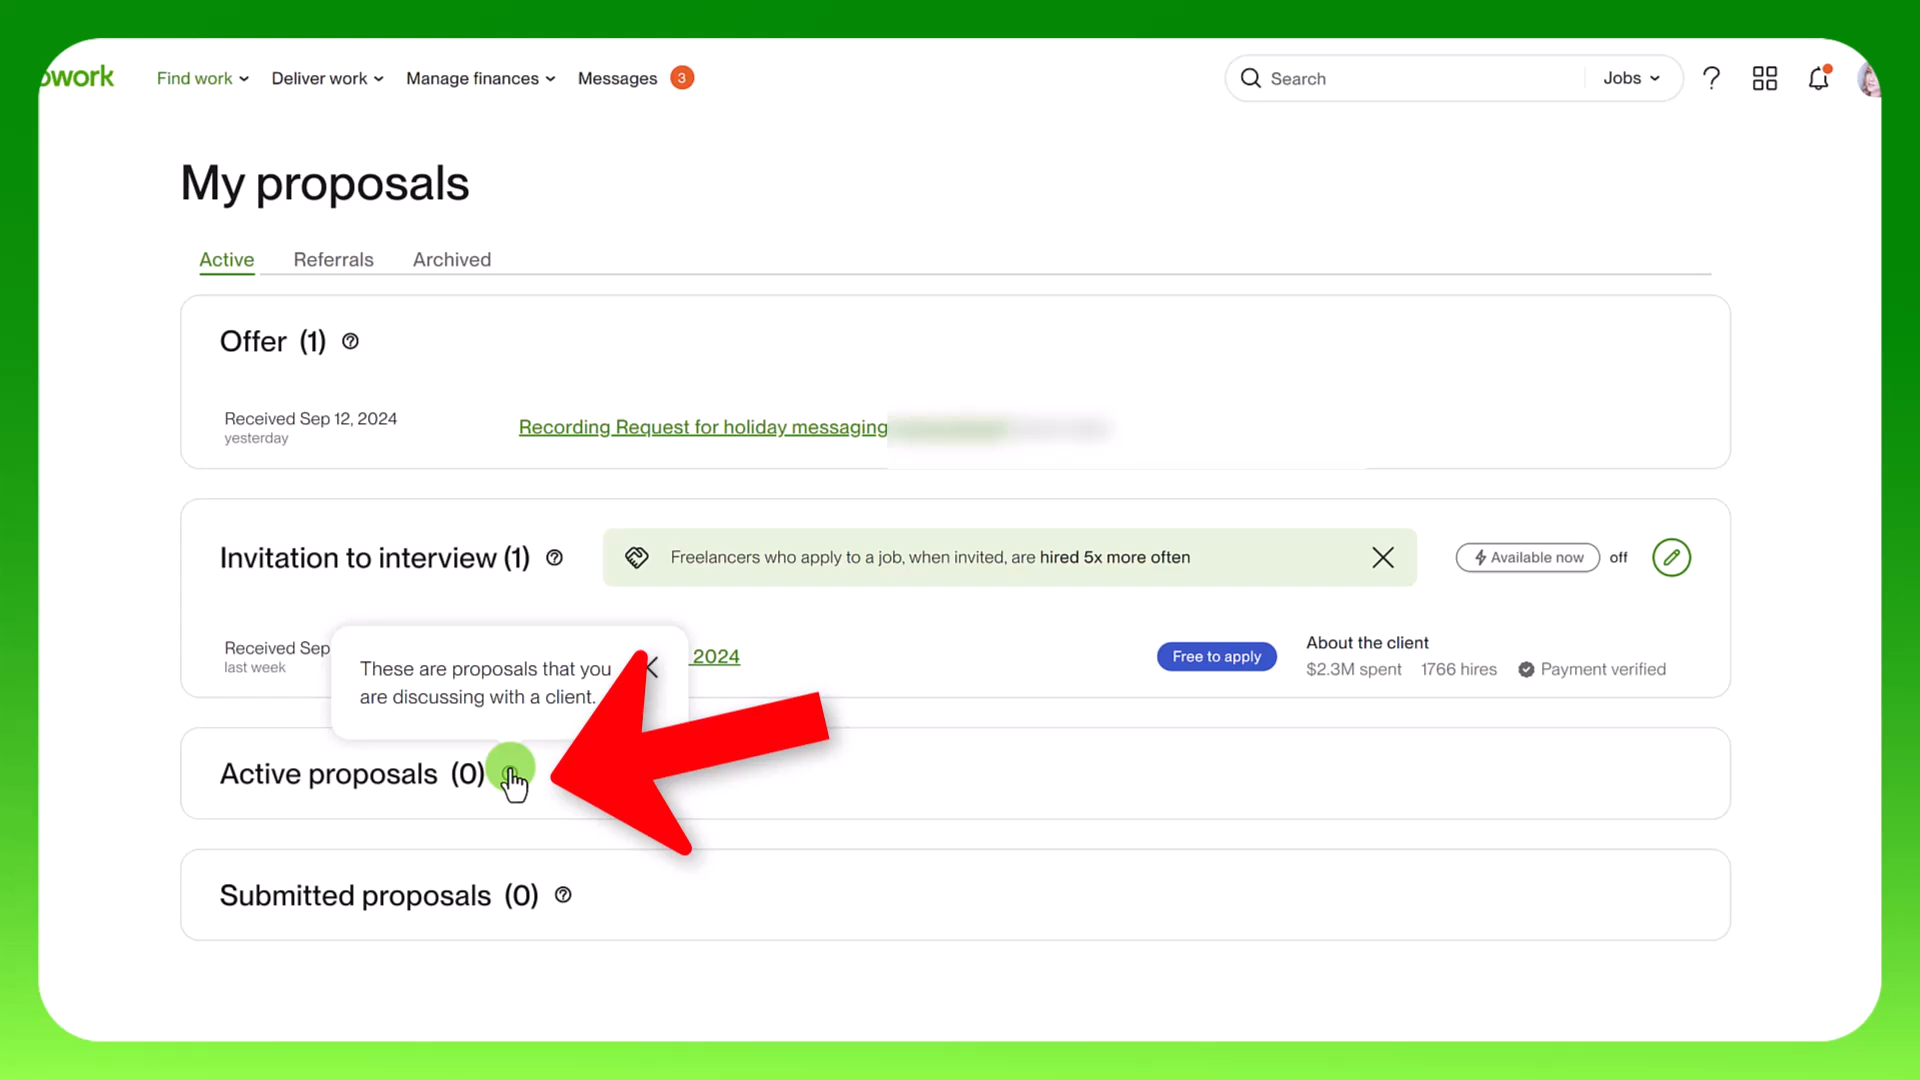 Find work
Deliver work
Manage finances
Messages
3
Search
Jobs
My proposals
Active
Referrals
Archived
Offer (1)
Received Sep 12, 2024
yesterday
Recording Request for holiday messaging
Invitation to interview (1)
Freelancers who apply to a job, when invited, are hired 5x more often
Available now
off
Received Sep
last week
2024
Free to apply
About the client
$2.3M spent 1766 hires Payment verified
These are proposals that you
are discussing with a client.
Active proposals (0)
Submitted proposals (0)